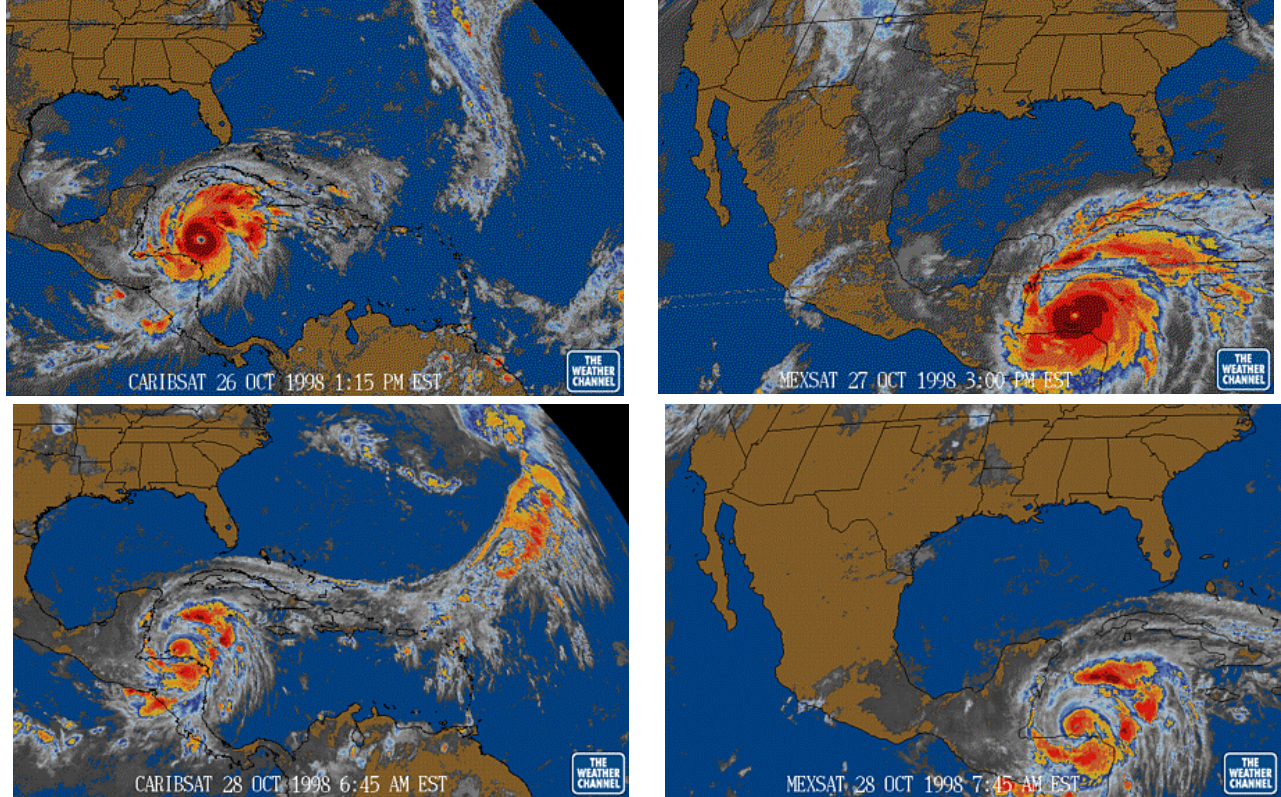 CARIBSAT 26 OCT 1998 1:15 PM EST
THE
WEATHER
CHANNEL
MEXSAT 27 OCT 1998 3:00 PM EST
THE
WEATHER
CHANNEL
CARIBSAT 28 OCT 1998 6:45 AM EST
THE
WEATHER
CHANNEL
MEXSAT 28 OCT 1998 7:45 AM EST
THE
WEATHER
CHANNEL